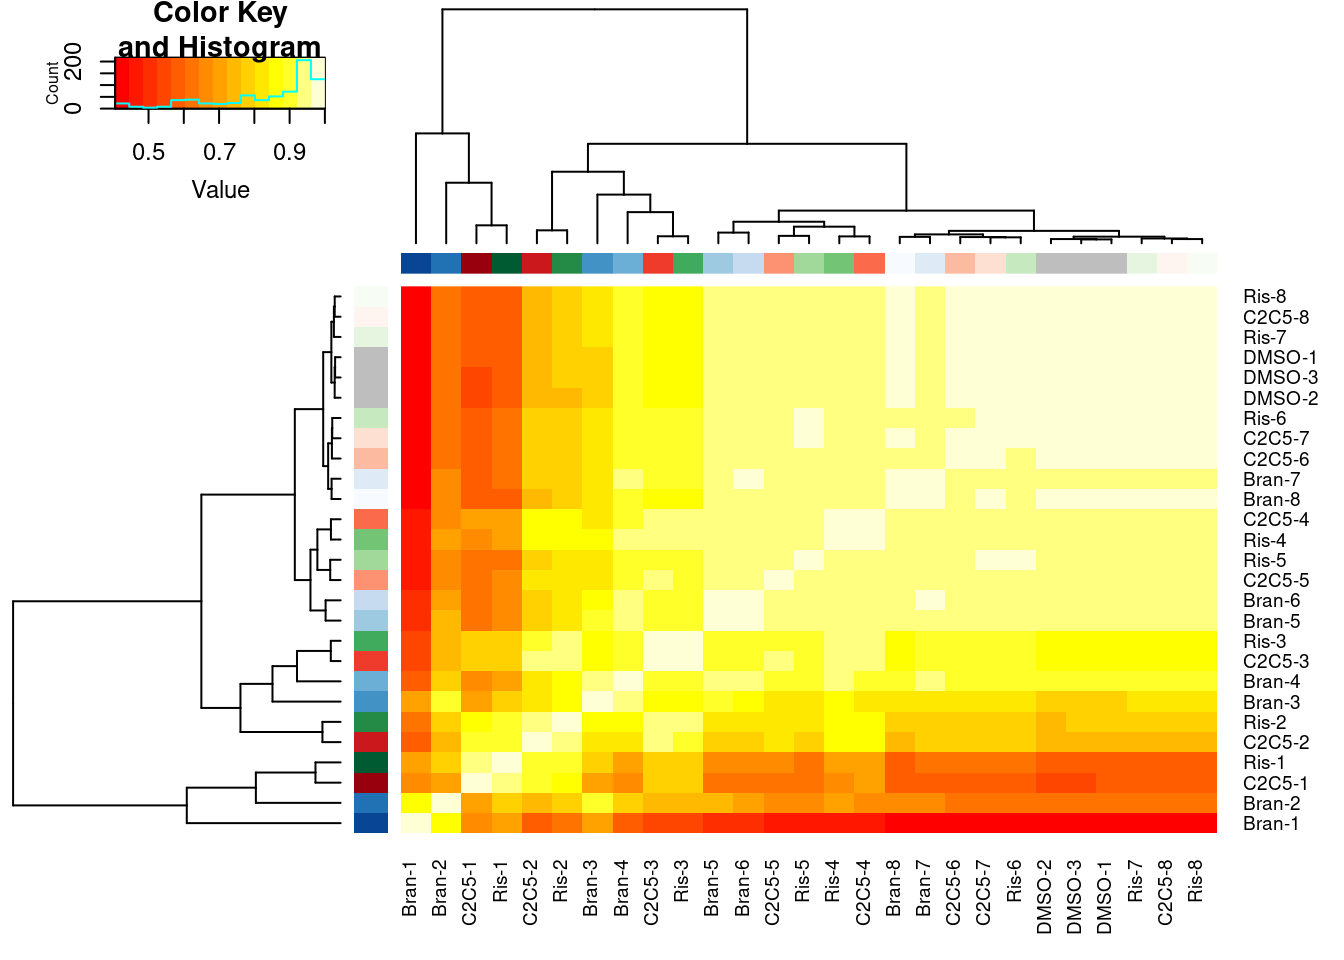 Color Key
and Histogram
Count
0
200
0.5 0.7 0.9
Value
Ris-8
C2C5-8
Ris-7
DMSO-1
DMSO-3
DMSO-2
Ris-6
C2C5-7
C2C5-6
Bran-7
Bran-8
C2C5-4
Ris-4
Ris-5
C2C5-5
Bran-6
Bran-5
Ris-3
C2C5-3
Bran-4
Bran-3
Ris-2
C2C5-2
Ris-1
C2C5-1
Bran-2
Bran-1
Bran-1
Bran-2
C2C5-1
Ris-1
C2C5-2
Ris-2
Bran-3
Bran-4
C2C5-3
Ris-3
Bran-5
Bran-6
C2C5-5
Ris-5
Ris-4
C2C5-4
Bran-8
Bran-7
C2C5-6
C2C5-7
Ris-6
DMSO-2
DMSO-3
DMSO-1
Ris-7
C2C5-8
Ris-8